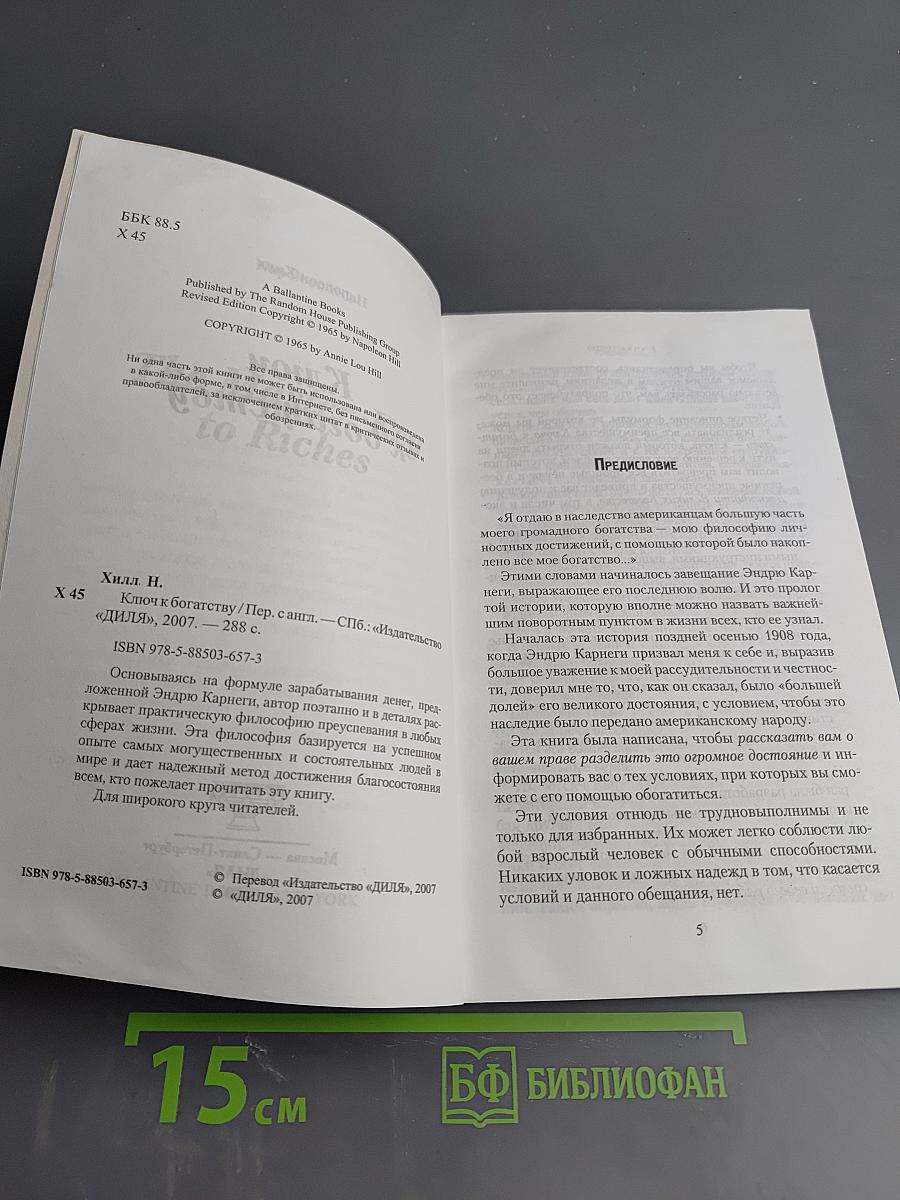 ББК 88.5
Х 45
A Ballantine Books
Published by The Random House Publishing Group
Revised Edition Copyright © 1965 by Napoleon Hill
COPYRIGHT © 1965 by Annie Lou Hill
Все права защищены.
Ни одна часть этой книги не может быть использована или воспроизведена
в какой-либо форме, в том числе в Интернете, без письменного согласия
правообладателей, за исключением кратких цитат в критических отзывах и
обозрениях.
Хилл Н.
Х 45
Ключ к богатству / Пер. с англ. — СПб.: «Издательство
«ДИЛЯ», 2007. — 288 с.
ISBN 978-5-88503-657-3
Основываясь на формуле зарабатывания денег, пред-
ложенной Эндрю Карнеги, автор поэтапно и в деталях рас-
крывает практическую философию преуспевания в любых
сферах жизни. Эта философия базируется на успешном
опыте самых могущественных и состоятельных людей в
мире и дает надежный метод достижения благосостояния
всем, кто пожелает прочитать эту книгу.
Для широкого круга читателей.
ISBN 978-5-88503-657-3
© Перевод «Издательство «ДИЛЯ», 2007
© «ДИЛЯ», 2007
Предисловие
«Я отдаю в наследство американцам большую часть
моего громадного богатства — мою философию лич-
ностных достижений, с помощью которой было накоп-
лено все мое богатство...»
Этими словами начиналось завещание Эндрю Кар-
неги, выражающее его последнюю волю. И это пролог
той истории, которую вполне можно назвать важней-
шим поворотным пунктом в жизни всех, кто ее узнал.
Началась эта история поздней осенью 1908 года,
когда Эндрю Карнеги призвал меня к себе и, выразив
большое уважение к моей рассудительности и честнос-
ти, доверил мне то, что, как он сказал, было «большей
долей» его великого достояния, с условием, чтобы это
наследие было передано американскому народу.
Эта книга была написана, чтобы рассказать вам о
вашем праве разделить это огромное достояние и ин-
формировать вас о тех условиях, при которых вы смо-
жете с его помощью обогатиться.
Эти условия отнюдь не трудновыполнимы и не
только для избранных. Их может легко соблюсти лю-
бой взрослый человек с обычными способностями.
Никаких уловок и ложных надежд в том, что касается
условий и данного обещания, нет.
5
15 см
БФ БИБЛИОФАН